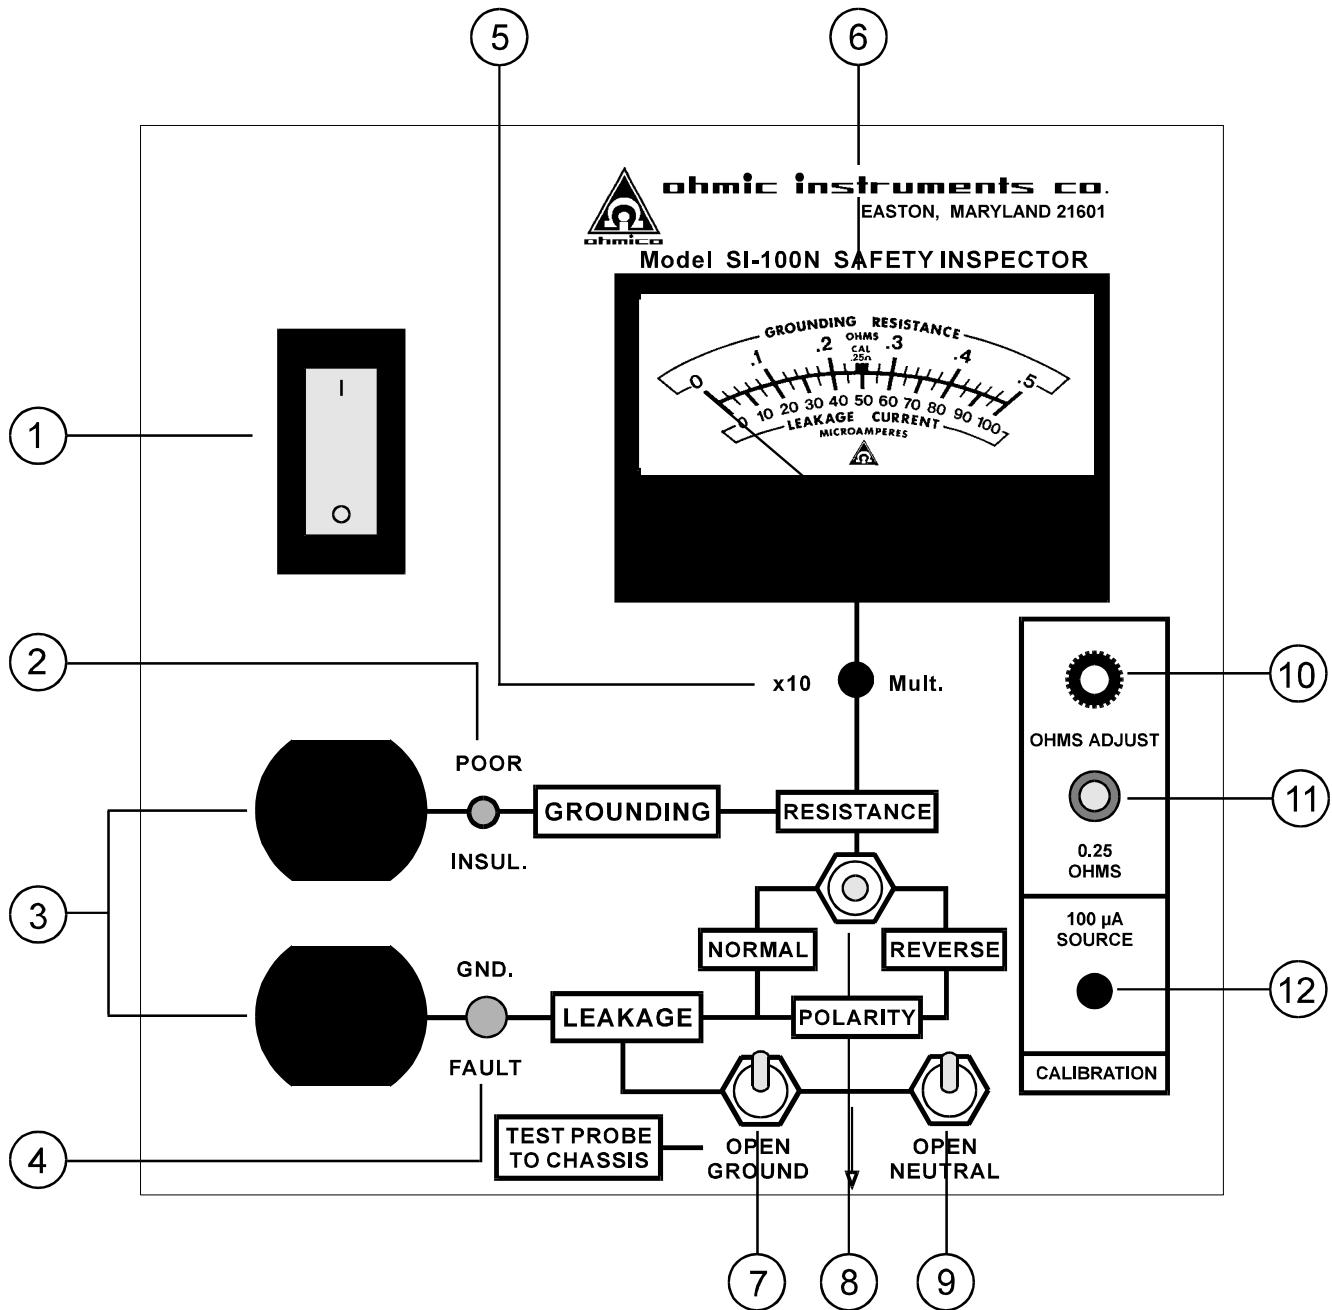 5
6
ohmic instruments co.
EASTON, MARYLAND 21601
ohmico
Model SI-100N SAFETY INSPECTOR
GROUNDING RESISTANCE
OHMS
0 .1 .2 .3 .4 .5
CAL
.25Ω
0 10 20 30 40 50 60 70 80 90 100
LEAKAGE CURRENT
MICROAMPERES
I
O
1
2
x10 Mult.
10
POOR
OHMS ADJUST
GROUNDING
RESISTANCE
11
INSUL.
0.25
OHMS
3
100 µA
SOURCE
NORMAL
REVERSE
GND.
12
LEAKAGE
POLARITY
FAULT
CALIBRATION
4
TEST PROBE
TO CHASSIS
OPEN
GROUND
OPEN
NEUTRAL
7
8
9